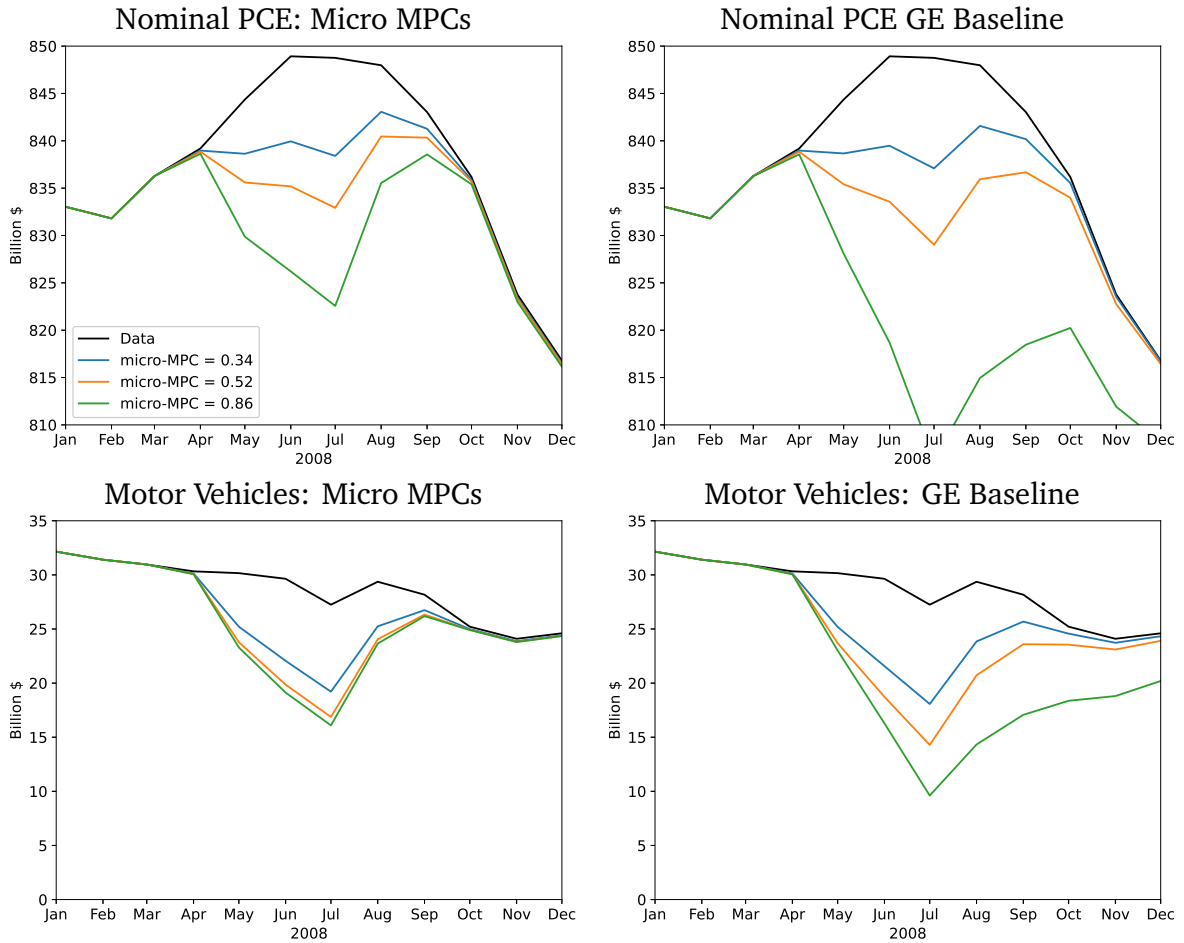 Nominal PCE: Micro MPCs
850
845
840
835
830
825
820
815
810
Billion $
Data
micro-MPC = 0.34
micro-MPC = 0.52
micro-MPC = 0.86
Jan Feb Mar Apr May Jun Jul Aug Sep Oct Nov Dec
2008
Nominal PCE GE Baseline
850
845
840
835
830
825
820
815
810
Billion $
Jan Feb Mar Apr May Jun Jul Aug Sep Oct Nov Dec
2008
Motor Vehicles: Micro MPCs
35
30
25
20
15
10
5
0
Billion $
Jan Feb Mar Apr May Jun Jul Aug Sep Oct Nov Dec
2008
Motor Vehicles: GE Baseline
35
30
25
20
15
10
5
0
Billion $
Jan Feb Mar Apr May Jun Jul Aug Sep Oct Nov Dec
2008